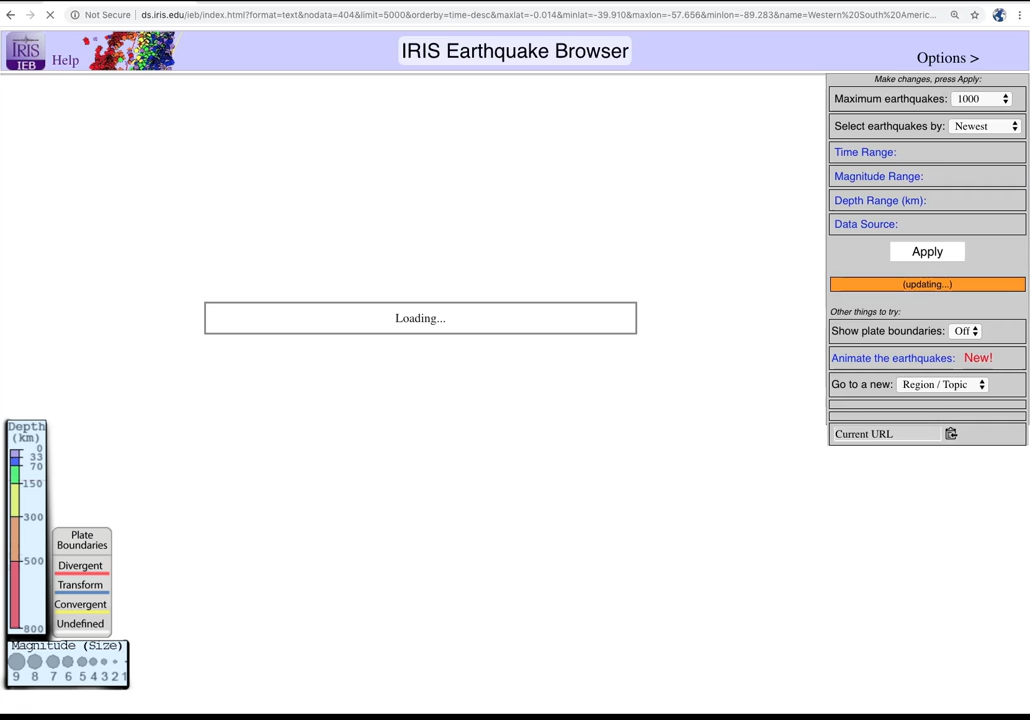 Not Secure | ds.iris.edu/ieb/index.html?format=text&nodata=404&limit=5000&orderby=time-desc&maxlat=-0.014&minlat=-39.910&maxlon=-57.656&minlon=-89.283&name=Western%20South%20Americ...
IRIS
IEB
Help
IRIS Earthquake Browser
Options >
Make changes, press Apply:
Maximum earthquakes: 1000
Select earthquakes by: Newest
Time Range:
Magnitude Range:
Depth Range (km):
Data Source:
Apply
(updating...)
Loading...
Other things to try:
Show plate boundaries: Off
Animate the earthquakes: New!
Go to a new: Region / Topic
Current URL
Depth
(km)
0
33
70
150
300
500
800
Plate
Boundaries
Divergent
Transform
Convergent
Undefined
Magnitude (Size)
9 8 7 6 5 4 3 2 1